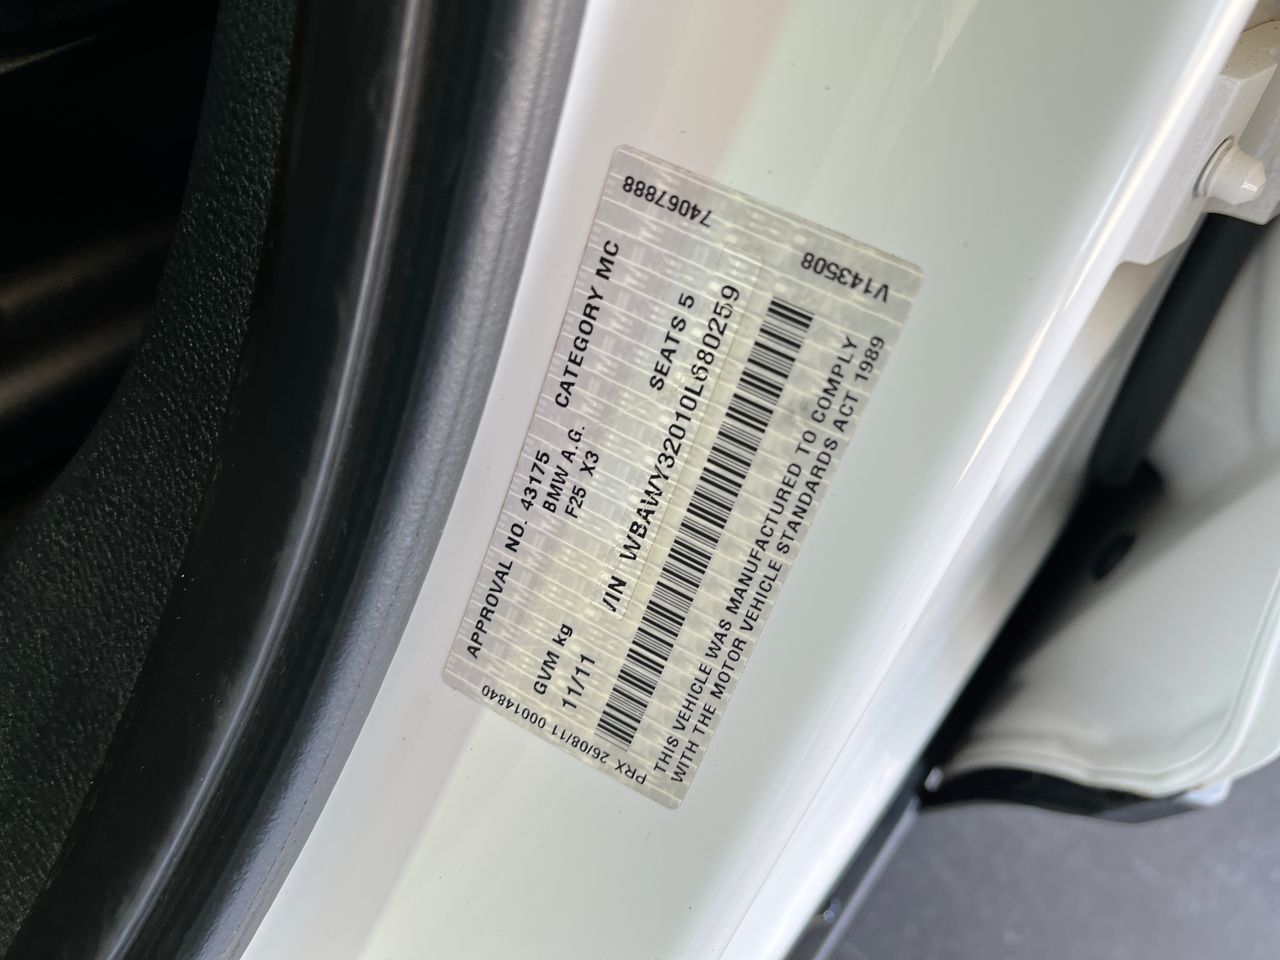 74067888
V143508
APPROVAL NO. 43175 CATEGORY MC
BMW A.G.
F25 X3
GVM kg SEATS 5
11/11
VIN WBAWY32010L680259
THIS VEHICLE WAS MANUFACTURED TO COMPLY
WITH THE MOTOR VEHICLE STANDARDS ACT 1989
PRX 26/08/11 00014840